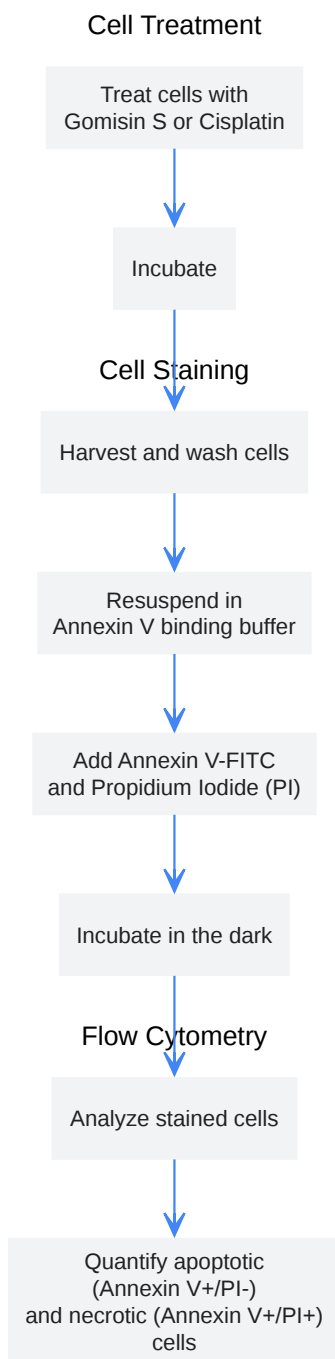 Cell Treatment
Treat cells with
Gomisin S or Cisplatin
Incubate
Cell Staining
Harvest and wash cells
Resuspend in
Annexin V binding buffer
Add Annexin V-FITC
and Propidium Iodide (PI)
Incubate in the dark
Flow Cytometry
Analyze stained cells
Quantify apoptotic
(Annexin V+/PI-)
and necrotic (Annexin V+/PI+)
cells